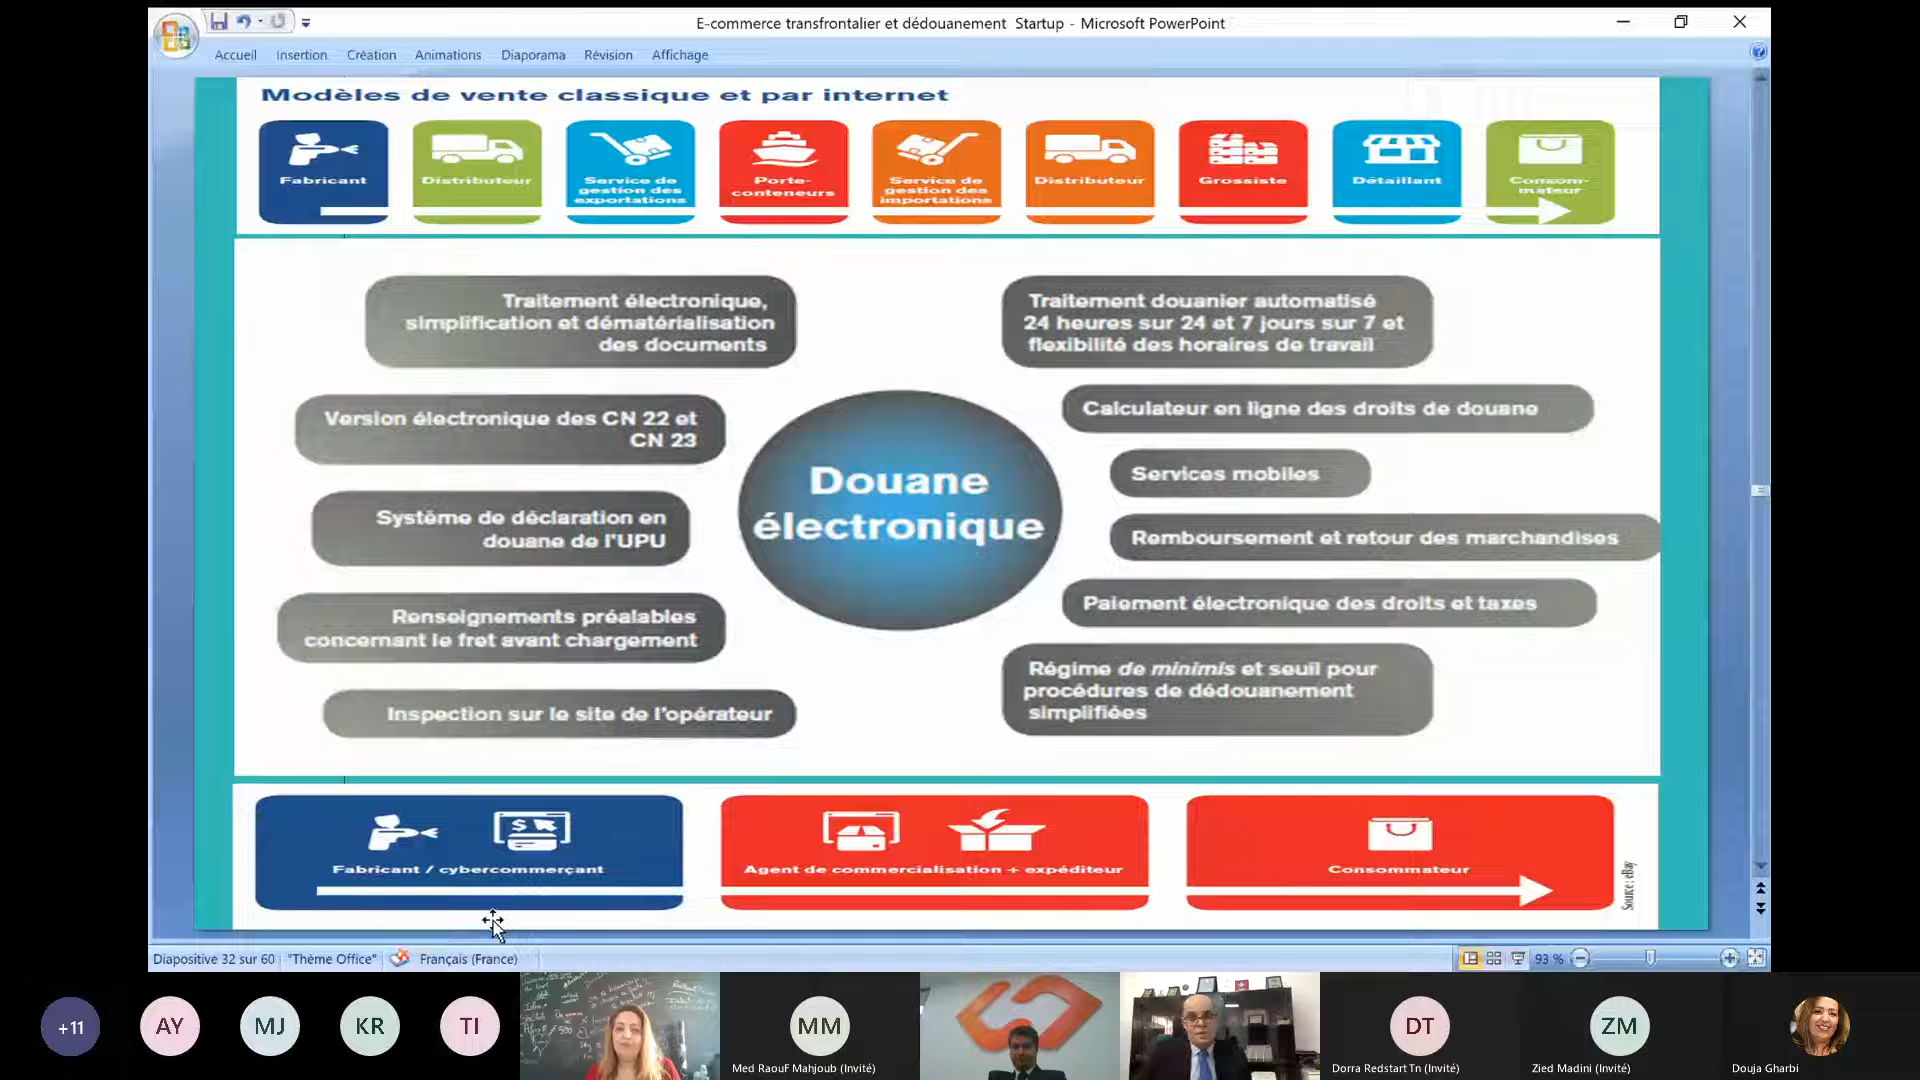 E-commerce transfrontalier et dédouanement Startup - Microsoft PowerPoint
Accueil Insertion Création Animations Diaporama Révision Affichage
Modèles de vente classique et par internet
Fabricant
Distributeur
Service de
gestion des
exportations
Porte-
conteneurs
Service de
gestion des
importations
Distributeur
Grossiste
Détaillant
Consom-
mateur
Traitement électronique,
simplification et dématérialisation
des documents
Version électronique des CN 22 et
CN 23
Système de déclaration en
douane de l'UPU
Renseignements préalables
concernant le fret avant chargement
Inspection sur le site de l'opérateur
Douane
électronique
Traitement douanier automatisé
24 heures sur 24 et 7 jours sur 7 et
flexibilité des horaires de travail
Calculateur en ligne des droits de douane
Services mobiles
Remboursement et retour des marchandises
Paiement électronique des droits et taxes
Régime de minimis et seuil pour
procédures de dédouanement
simplifiées
Fabricant / cybercommerçant
Agent de commercialisation + expéditeur
Consommateur
Source: eBay
Diapositive 32 sur 60 "Thème Office" Français (France) 93 %
+11 AY MJ KR TI MM DT ZM
Med RaouF Mahjoub (Invité) Dorra Redstart Tn (Invité) Zied Madini (Invité) Douja Gharbi